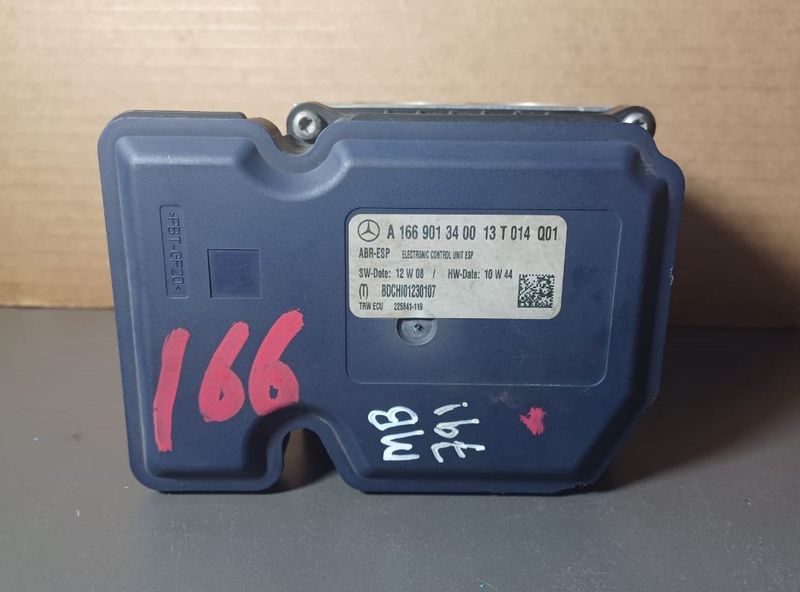 A 166 901 34 00 13 T 014 Q01
ABR-ESP ELECTRONIC CONTROL UNIT ESP
SW-Date: 12 W 08 / HW-Date: 10 W 44
(T) BDCHI01230107
TRW ECU 225841-119
>PBT-GF20<
166
MB